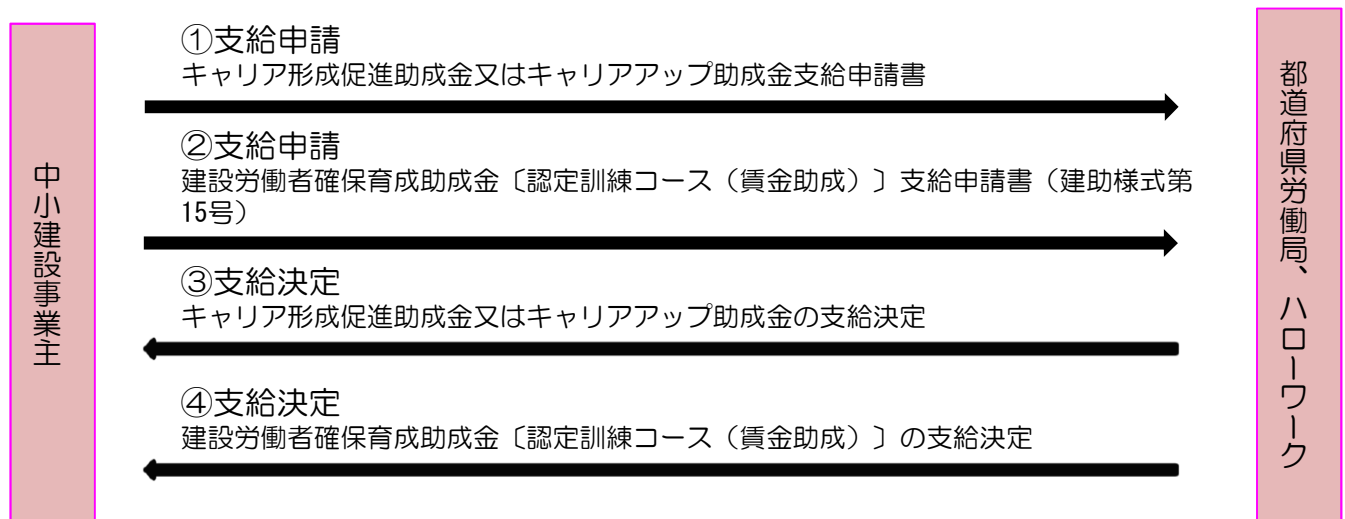 中小建設事業主
①支給申請
キャリア形成促進助成金又はキャリアアップ助成金支給申請書
②支給申請
建設労働者確保育成助成金〔認定訓練コース（賃金助成）〕支給申請書（建助様式第
15号）
③支給決定
キャリア形成促進助成金又はキャリアアップ助成金の支給決定
④支給決定
建設労働者確保育成助成金〔認定訓練コース（賃金助成）〕の支給決定
都道府県労働局、ハローワーク